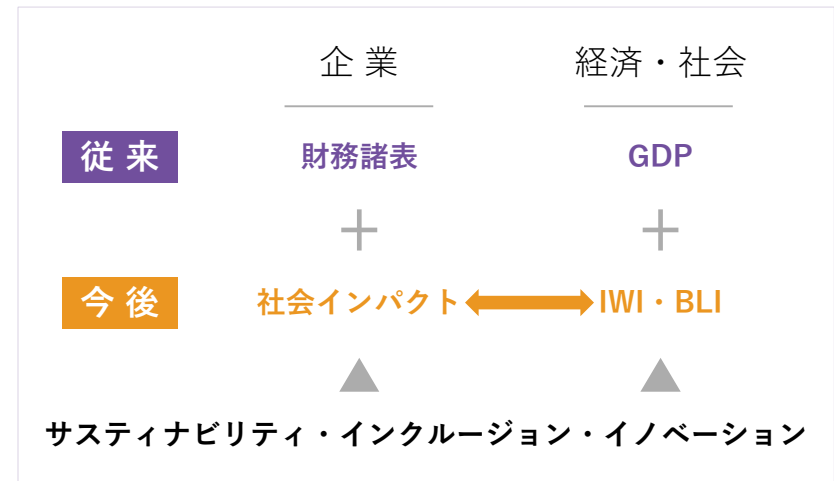 企 業 経済・社会
従 来 財務諸表 GDP
＋ ＋
今 後 社会インパクト IWI・BLI
サスティナビリティ・インクルージョン・イノベーション